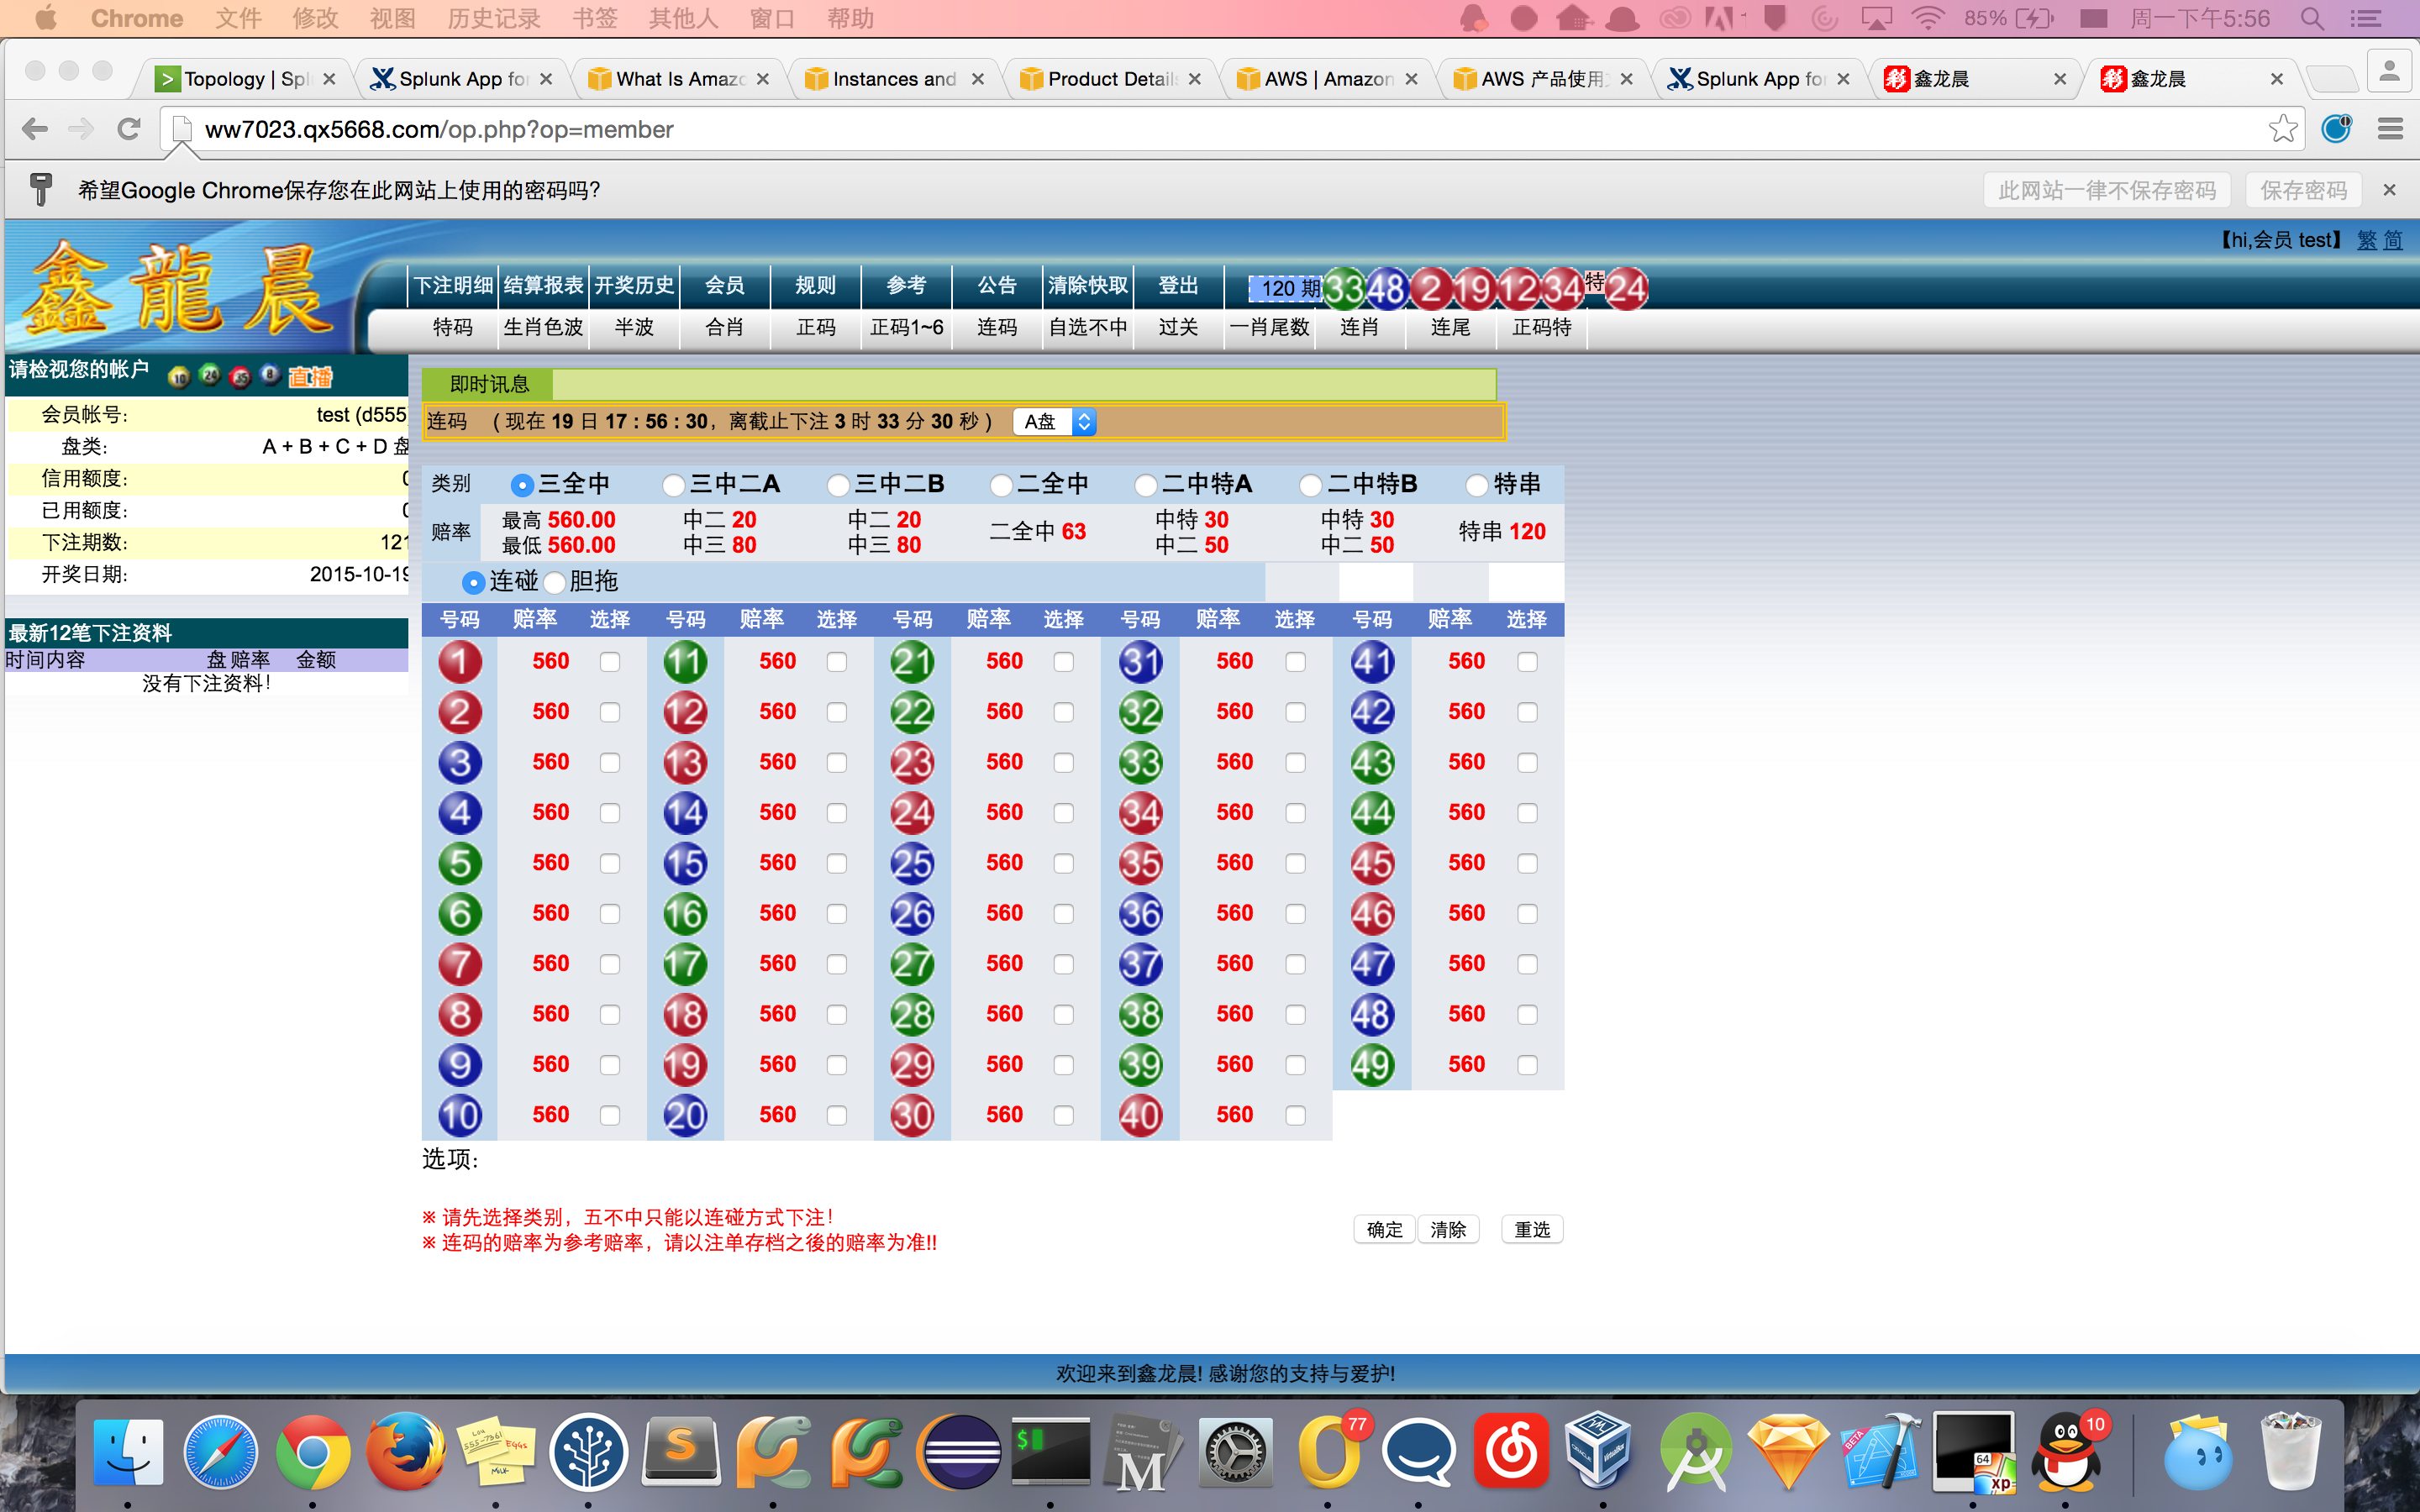 Chrome 文件 修改 视图 历史记录 书签 其他人 窗口 帮助 85% 周一下午5:56
Topology | Spl Splunk App for What Is Amazo Instances and Product Details AWS | Amazon AWS 产品使用 Splunk App for 鑫龙晨 鑫龙晨
ww7023.qx5668.com/op.php?op=member
希望Google Chrome保存您在此网站上使用的密码吗? 此网站一律不保存密码 保存密码
【hi,会员 test】 繁 简
鑫龍晨
下注明细 结算报表 开奖历史 会员 规则 参考 公告 清除快取 登出 120 期 33 48 2 19 12 34 特 24
特码 生肖色波 半波 合肖 正码 正码1~6 连码 自选不中 过关 一肖尾数 连肖 连尾 正码特
请检视您的帐户 10 24 35 8 直播
会员帐号: test (d555
盘类: A + B + C + D 盘
信用额度: 0
已用额度: 0
下注期数: 121
开奖日期: 2015-10-19
最新12笔下注资料
时间内容 盘 赔率 金额
没有下注资料!
即时讯息
连码 ( 现在 19 日 17 : 56 : 30, 离截止下注 3 时 33 分 30 秒 ) A盘
类别 三全中 三中二A 三中二B 二全中 二中特A 二中特B 特串
赔率 最高 560.00 中二 20 中二 20 二全中 63 中特 30 中特 30 特串 120
最低 560.00 中三 80 中三 80 中二 50 中二 50
连碰 胆拖
号码 赔率 选择 号码 赔率 选择 号码 赔率 选择 号码 赔率 选择 号码 赔率 选择
1 560 11 560 21 560 31 560 41 560
2 560 12 560 22 560 32 560 42 560
3 560 13 560 23 560 33 560 43 560
4 560 14 560 24 560 34 560 44 560
5 560 15 560 25 560 35 560 45 560
6 560 16 560 26 560 36 560 46 560
7 560 17 560 27 560 37 560 47 560
8 560 18 560 28 560 38 560 48 560
9 560 19 560 29 560 39 560 49 560
10 560 20 560 30 560 40 560
选项:
※ 请先选择类别, 五不中只能以连碰方式下注!
※ 连码的赔率为参考赔率, 请以注单存档之後的赔率为准!!
确定 清除 重选
欢迎来到鑫龙晨! 感谢您的支持与爱护!
77 10
BETA 64 xp